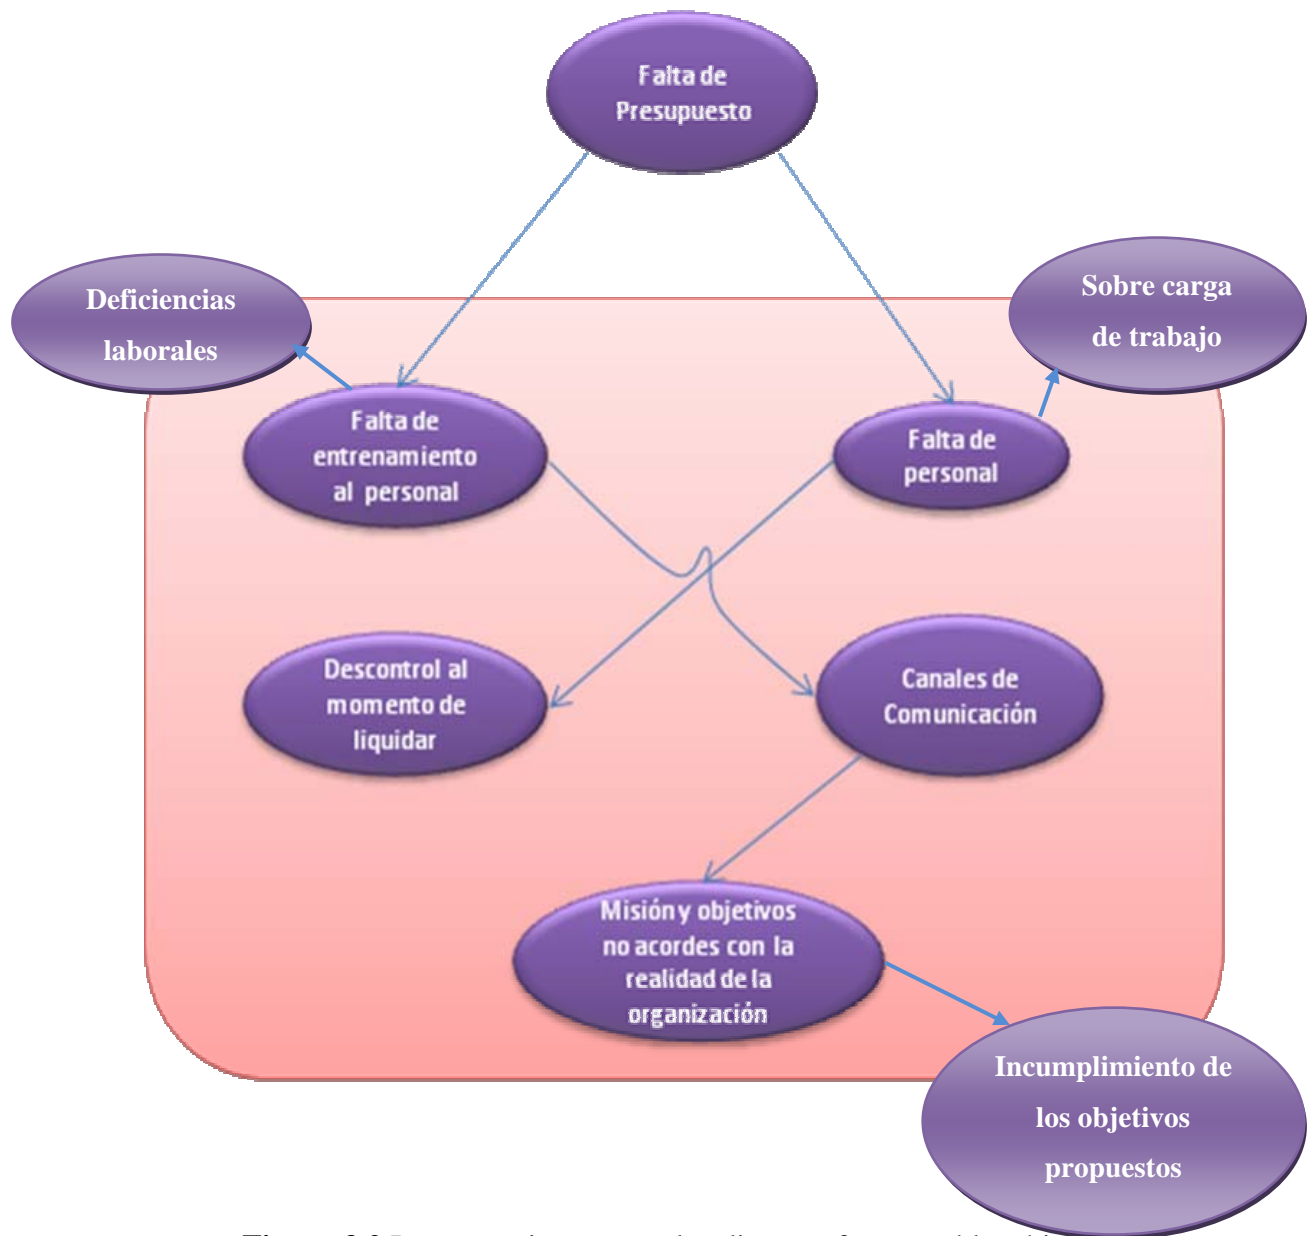 Falta de
Presupuesto
Deficiencias
laborales
Sobre carga
de trabajo
Falta de
entrenamiento
al personal
Falta de
personal
Descontrol al
momento de
liquidar
Canales de
Comunicación
Misión y objetivos
no acordes con la
realidad de la
organización
Incumplimiento de
los objetivos
propuestos